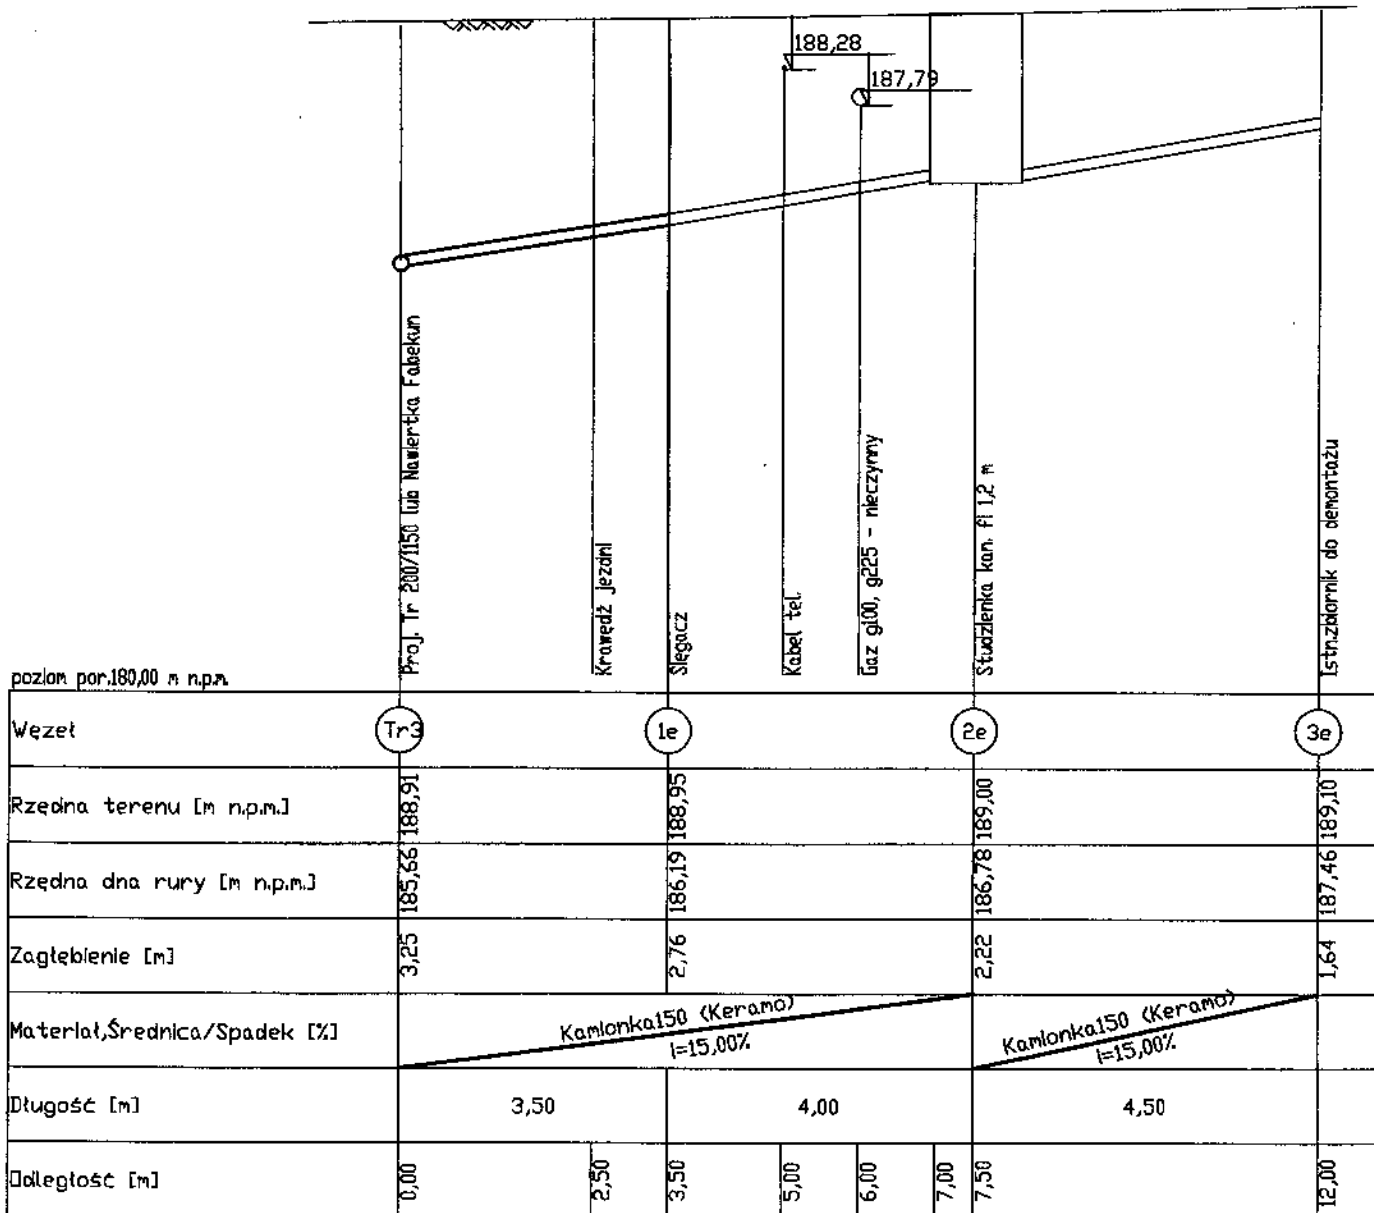 188,28
187,79
Proj. Tr 200/1150 lub Nawiertka Fabekun
Krawędź jezdni
Sięgacz
Kabel tel.
Gaz g100, g225 - nieczynny
Studzienka kan. fi 1,2 m
Istn.zbiornik do demontażu
poziom por.180,00 m n.p.m.
Węzeł Tr3 1e 2e 3e
Rzędna terenu [m n.p.m.] 188,91 188,95 189,00 189,10
Rzędna dna rury [m n.p.m.] 185,66 186,19 186,78 187,46
Zagłębienie [m] 3,25 2,76 2,22 1,64
Materiał,Średnica/Spadek [%] Kamionka150 (Keramo) Kamionka150 (Keramo)
i=15,00% i=15,00%
Długość [m] 3,50 4,00 4,50
Odległość [m] 0,00 2,50 3,50 5,00 6,00 7,00 7,50 12,00